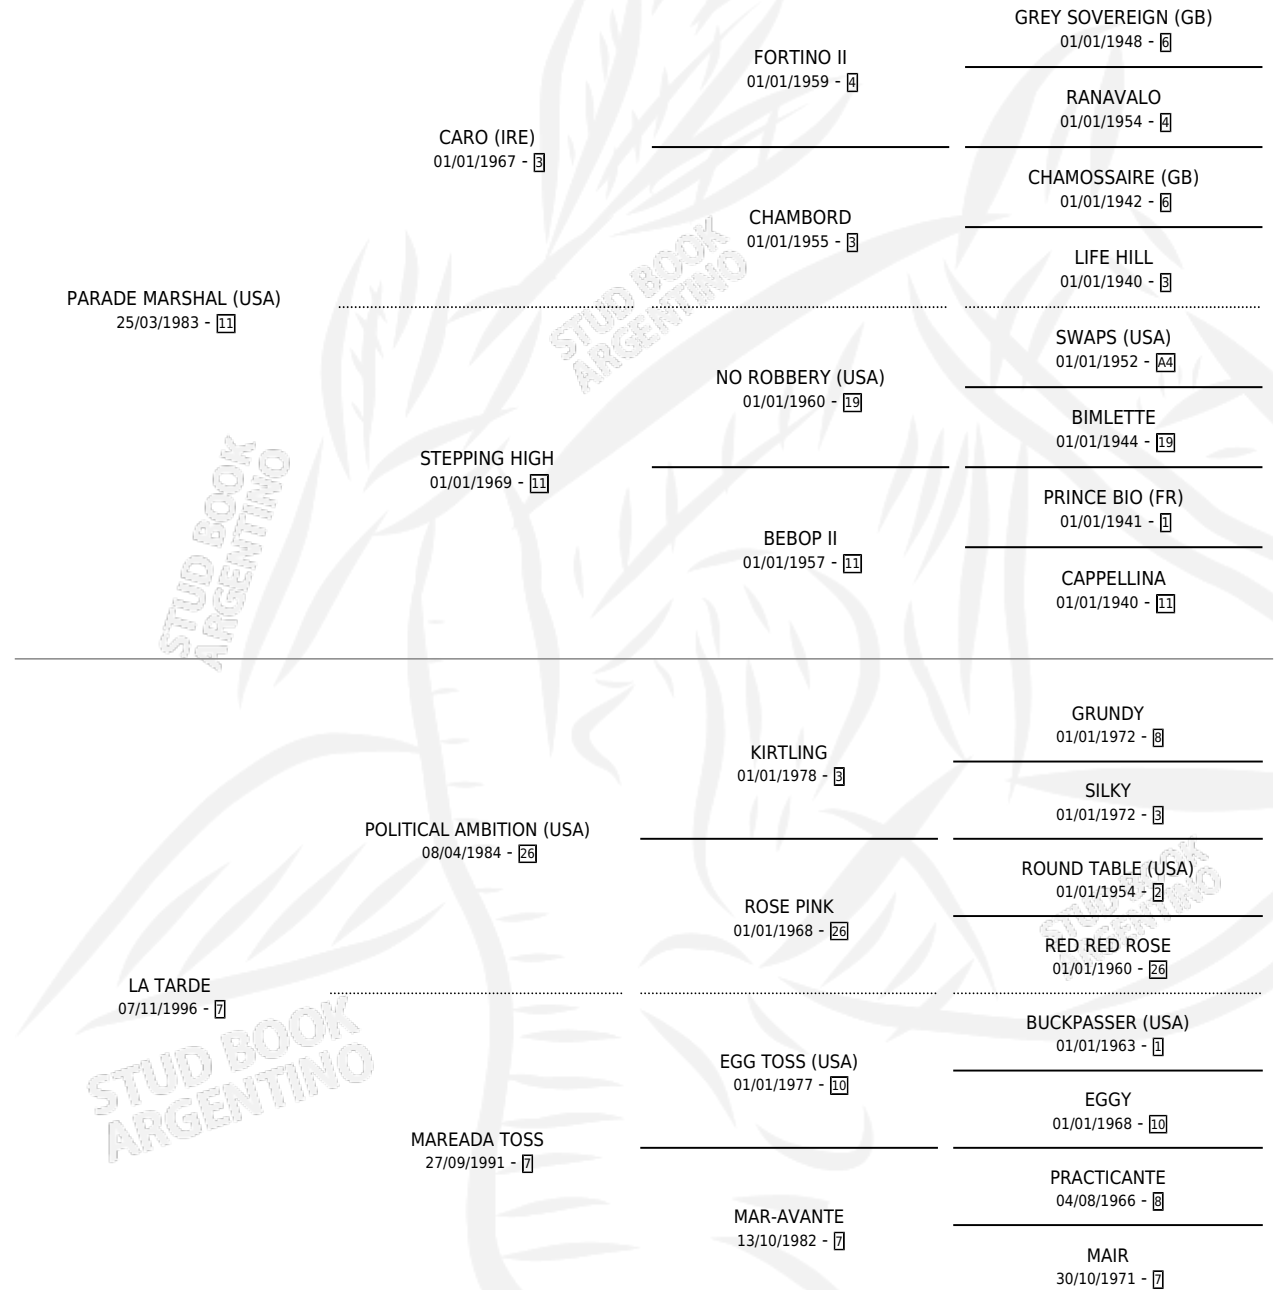 GREY SOVEREIGN (GB)
01/01/1948 - 6
FORTINO II
01/01/1959 - 4
RANAVALO
01/01/1954 - 4
CARO (IRE)
01/01/1967 - 3
CHAMOSSAIRE (GB)
01/01/1942 - 6
CHAMBORD
01/01/1955 - 3
LIFE HILL
01/01/1940 - 3
PARADE MARSHAL (USA)
25/03/1983 - 11
STUD BOOK
ARGENTINO
SWAPS (USA)
01/01/1952 - A4
NO ROBBERY (USA)
01/01/1960 - 19
BIMLETTE
01/01/1944 - 19
STEPPING HIGH
01/01/1969 - 11
PRINCE BIO (FR)
01/01/1941 - 1
BEBOP II
01/01/1957 - 11
CAPPELLINA
01/01/1940 - 11
STUD BOOK
ARGENTINO
GRUNDY
01/01/1972 - 8
KIRTLING
01/01/1978 - 3
SILKY
01/01/1972 - 3
POLITICAL AMBITION (USA)
08/04/1984 - 26
ROUND TABLE (USA)
01/01/1954 - 2
ROSE PINK
01/01/1968 - 26
RED RED ROSE
01/01/1960 - 26
STUD BOOK
ARGENTINO
LA TARDE
07/11/1996 - 7
STUD BOOK
ARGENTINO
BUCKPASSER (USA)
01/01/1963 - 1
EGG TOSS (USA)
01/01/1977 - 10
EGGY
01/01/1968 - 10
MAREADA TOSS
27/09/1991 - 7
PRACTICANTE
04/08/1966 - 8
MAR-AVANTE
13/10/1982 - 7
MAIR
30/10/1971 - 7